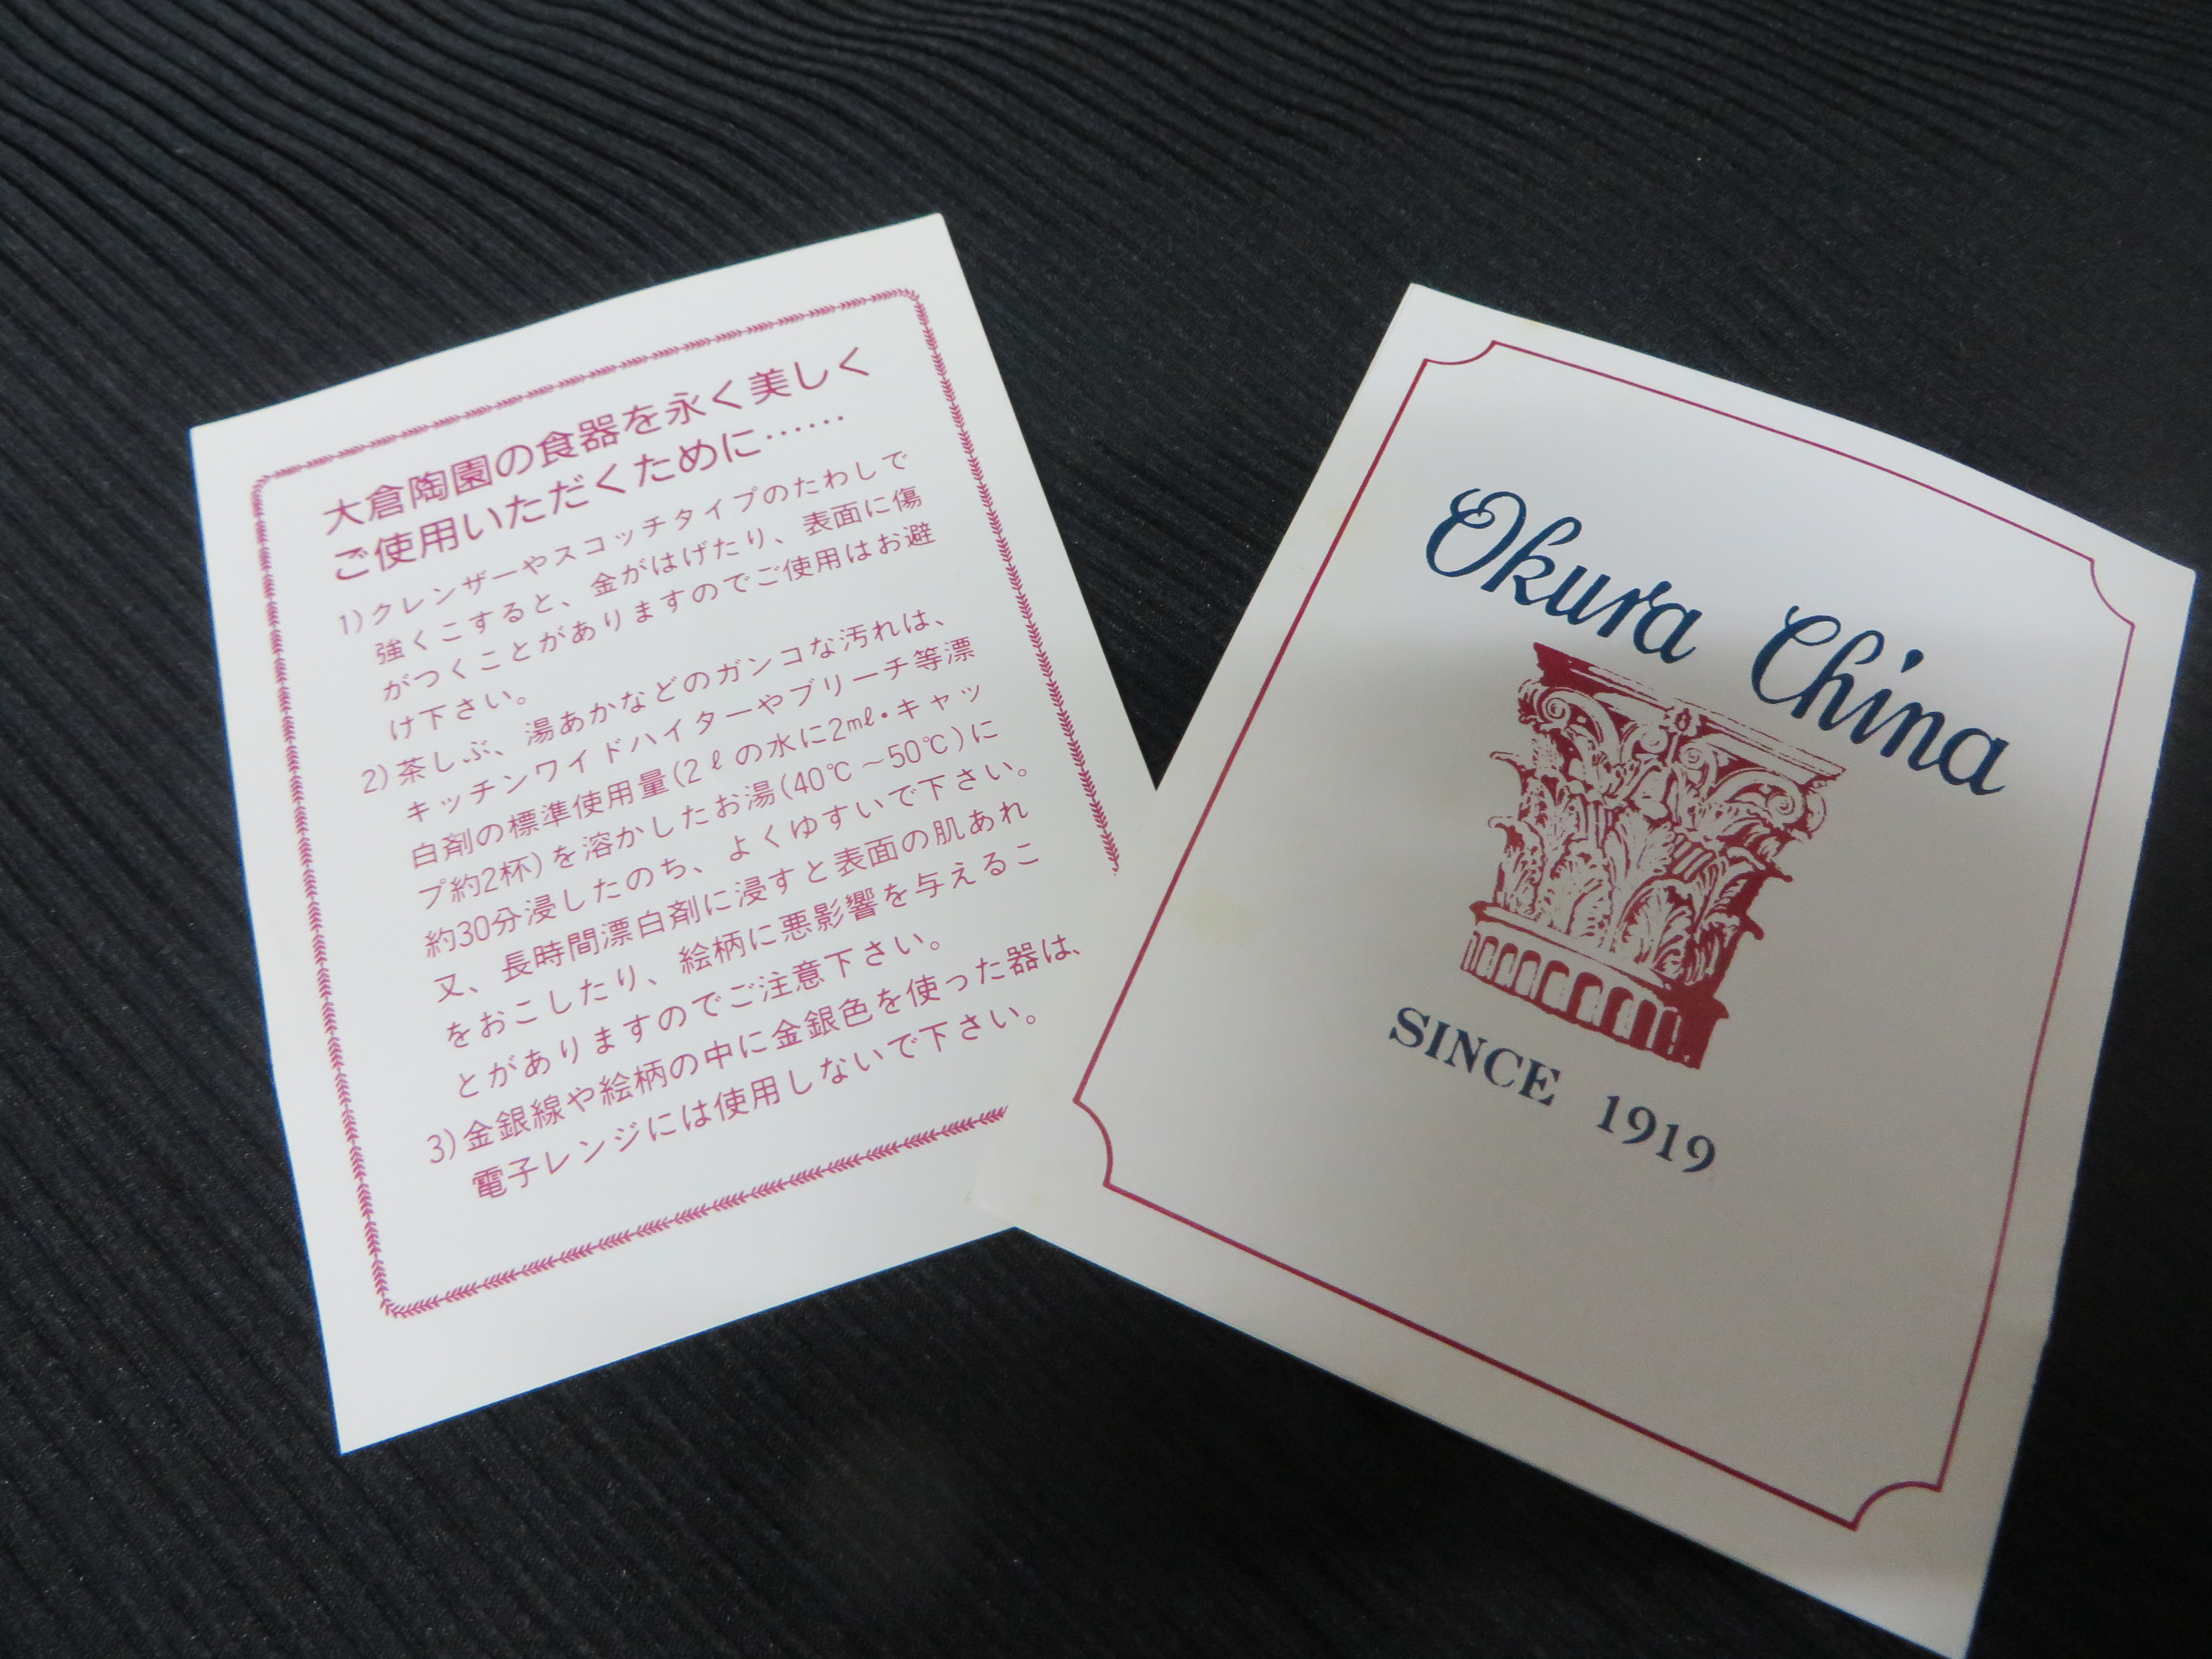 大倉陶園の食器を永く美しく
ご使用いただくために……
1)クレンザーやスコッチタイプのたわしで
強くこすると、金がはげたり、表面に傷
がつくことがありますのでご使用はお避
け下さい。
2)茶しぶ、湯あかなどのガンコな汚れは、
キッチンワイドハイターやブリーチ等漂
白剤の標準使用量(2ℓの水に2㎖・キャッ
プ約2杯)を溶かしたお湯(40℃～50℃)に
約30分浸したのち、よくゆすいで下さい。
又、長時間漂白剤に浸すと表面の肌あれ
をおこしたり、絵柄に悪影響を与えるこ
とがありますのでご注意下さい。
3)金銀線や絵柄の中に金銀色を使った器は、
電子レンジには使用しないで下さい。
Okura China
SINCE 1919